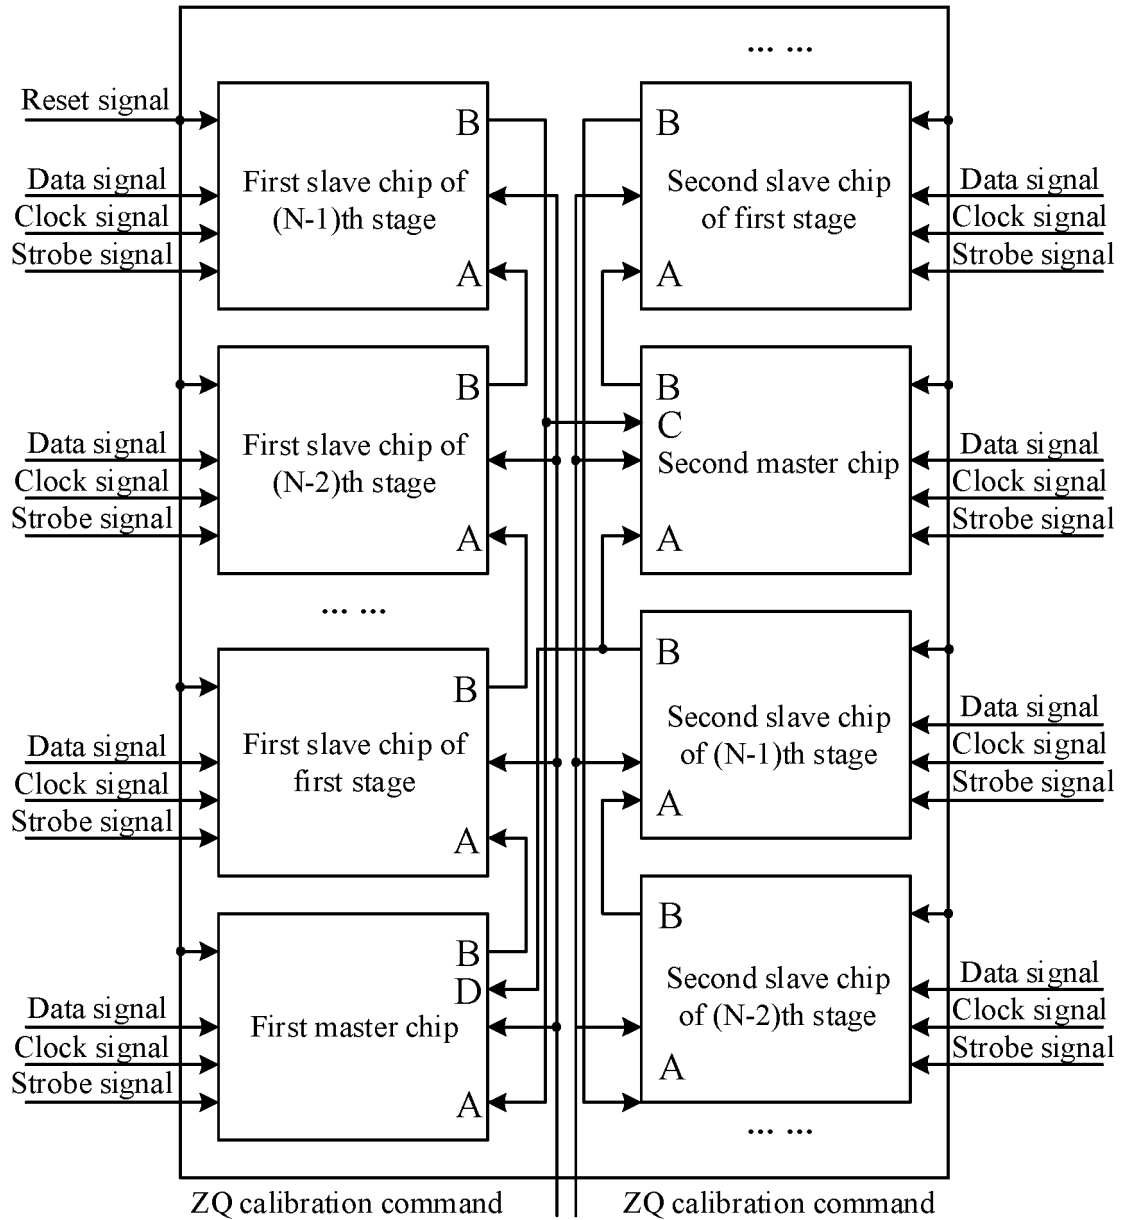 ... ...
Reset signal
B
Data signal
First slave chip of
(N-1)th stage
Clock signal
Strobe signal
A
B
Second slave chip
of first stage
A
Data signal
Clock signal
Strobe signal
B
Data signal
First slave chip of
(N-2)th stage
Clock signal
Strobe signal
A
... ...
B
C
Second master chip
A
Data signal
Clock signal
Strobe signal
B
Data signal
First slave chip of
first stage
Clock signal
Strobe signal
A
B
Second slave chip
of (N-1)th stage
A
Data signal
Clock signal
Strobe signal
B
D
Data signal
First master chip
Clock signal
Strobe signal
A
B
Second slave chip
of (N-2)th stage
A
Data signal
Clock signal
Strobe signal
... ...
ZQ calibration command
ZQ calibration command